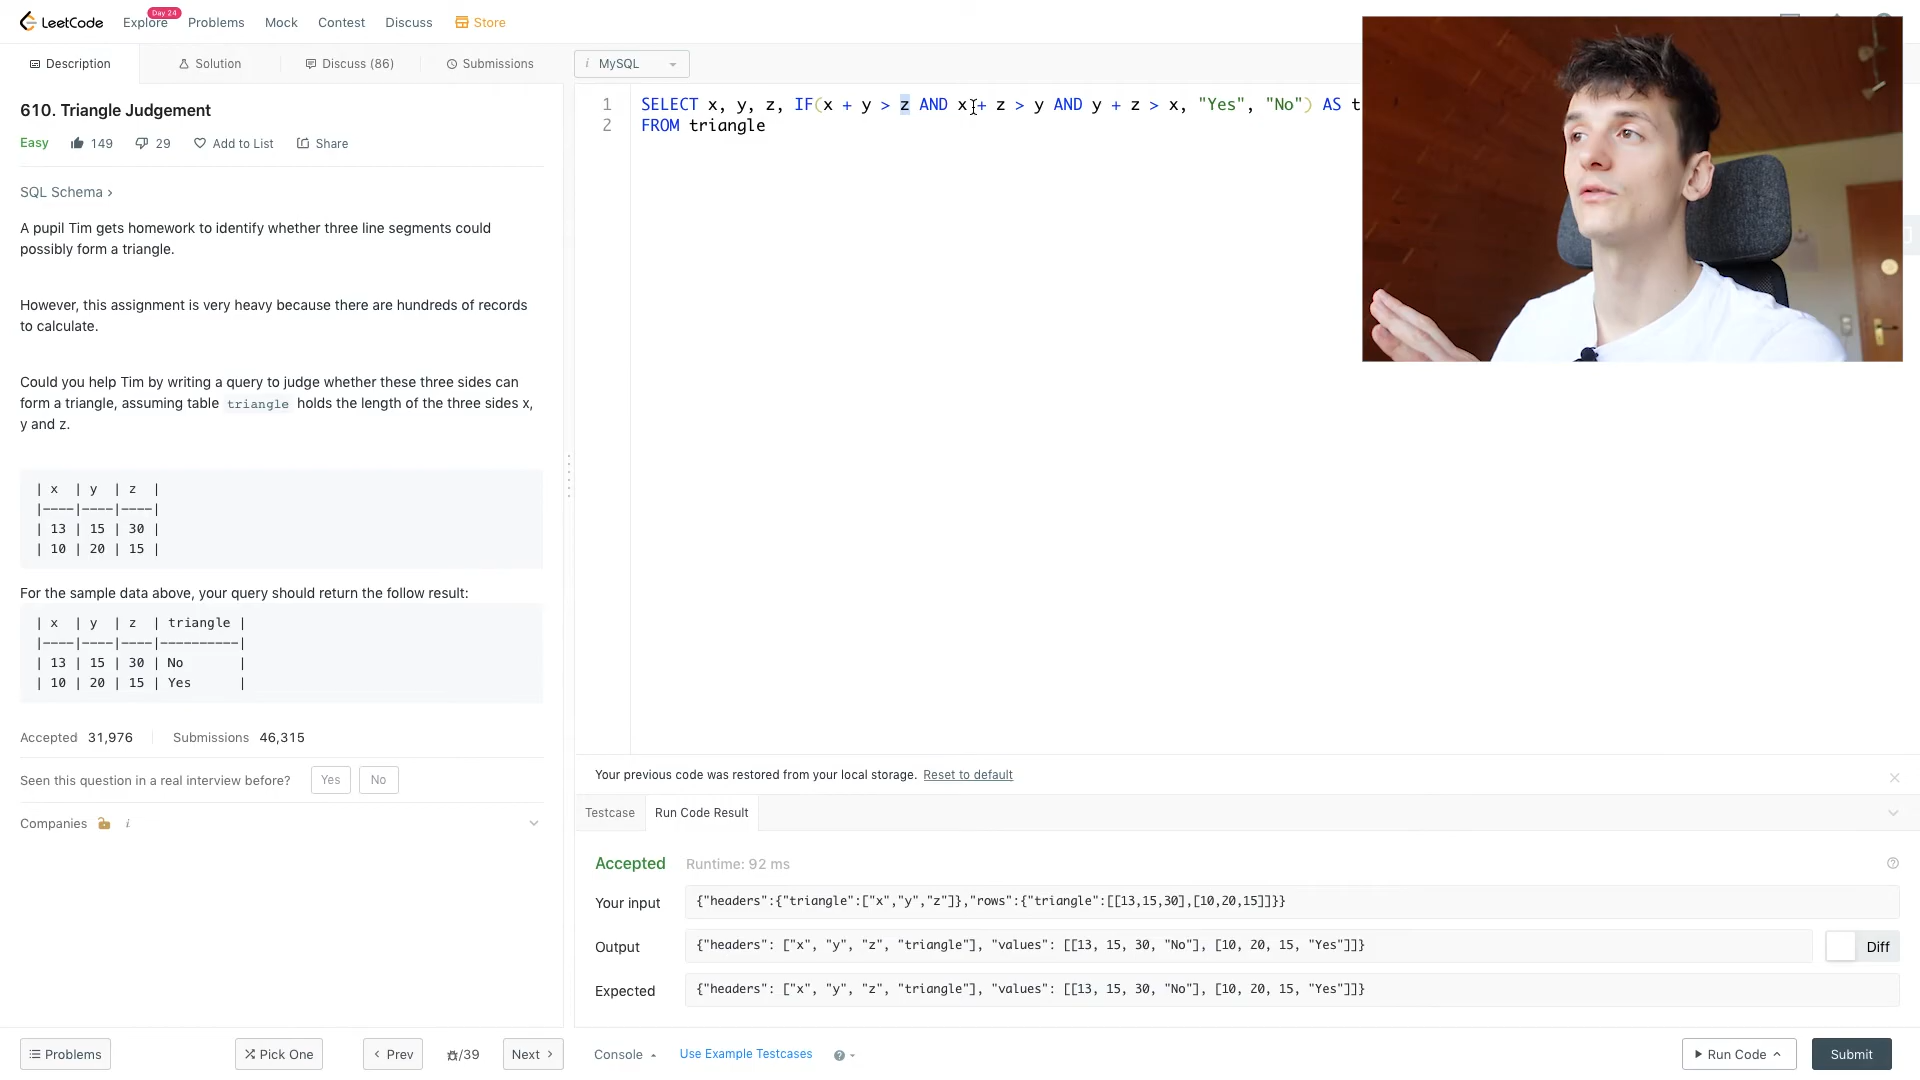 LeetCode Explore Day 24 Problems Mock Contest Discuss Store
Description Solution Discuss (86) Submissions i MySQL
610. Triangle Judgement
Easy 149 29 Add to List Share
SQL Schema >
A pupil Tim gets homework to identify whether three line segments could
possibly form a triangle.
However, this assignment is very heavy because there are hundreds of records
to calculate.
Could you help Tim by writing a query to judge whether these three sides can
form a triangle, assuming table triangle holds the length of the three sides x,
y and z.
| x | y | z |
|----|----|----|
| 13 | 15 | 30 |
| 10 | 20 | 15 |
For the sample data above, your query should return the follow result:
| x | y | z | triangle |
|----|----|----|----------|
| 13 | 15 | 30 | No |
| 10 | 20 | 15 | Yes |
Accepted 31,976 Submissions 46,315
Seen this question in a real interview before? Yes No
Companies i
1 SELECT x, y, z, IF(x + y > z AND x + z > y AND y + z > x, "Yes", "No") AS t
2 FROM triangle
Your previous code was restored from your local storage. Reset to default
Testcase Run Code Result
Accepted Runtime: 92 ms
Your input {"headers":{"triangle":["x","y","z"]},"rows":{"triangle":[[13,15,30],[10,20,15]]}}
Output {"headers": ["x", "y", "z", "triangle"], "values": [[13, 15, 30, "No"], [10, 20, 15, "Yes"]]} Diff
Expected {"headers": ["x", "y", "z", "triangle"], "values": [[13, 15, 30, "No"], [10, 20, 15, "Yes"]]}
Problems Pick One < Prev /39 Next > Console Use Example Testcases ? Run Code Submit